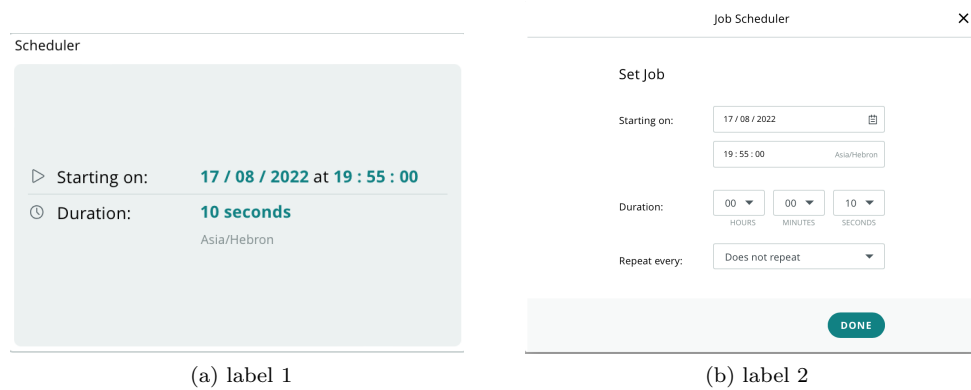 Scheduler
Starting on: 17 / 08 / 2022 at 19 : 55 : 00
Duration: 10 seconds
Asia/Hebron
(a) label 1
Job Scheduler
Set Job
Starting on: 17 / 08 / 2022
19 : 55 : 00 Asia/Hebron
Duration: 00 00 10
HOURS MINUTES SECONDS
Repeat every: Does not repeat
DONE
(b) label 2